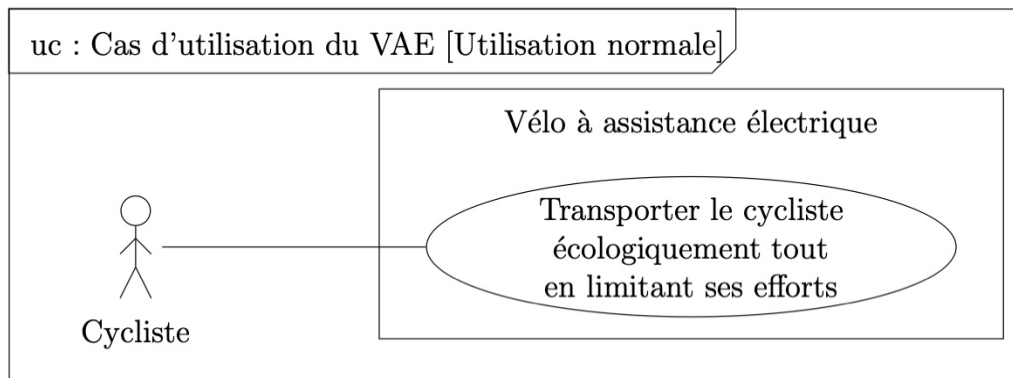 uc : Cas d'utilisation du VAE [Utilisation normale]
Vélo à assistance électrique
Transporter le cycliste
écologiquement tout
en limitant ses efforts
Cycliste